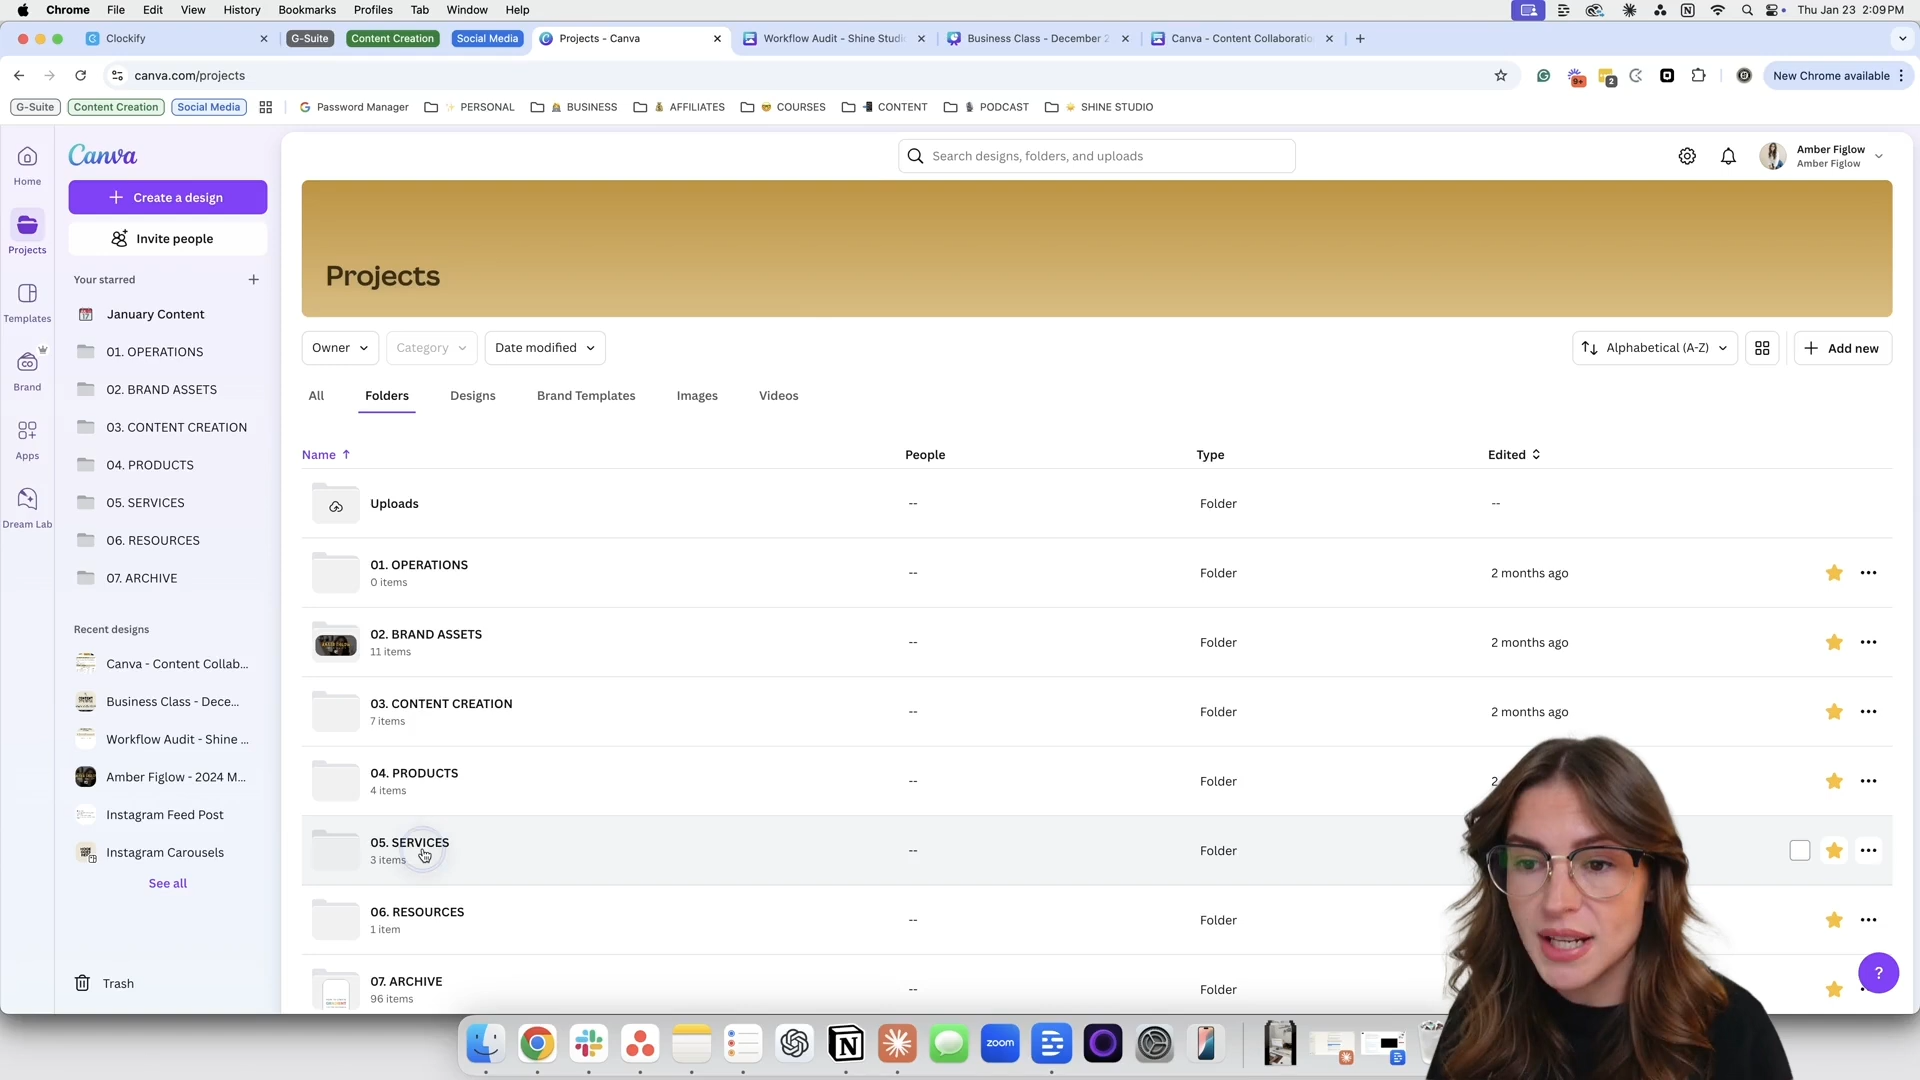 Chrome File Edit View History Bookmarks Profiles Tab Window Help Thu Jan 23 2:09 PM
Clockify G-Suite Content Creation Social Media Projects - Canva Workflow Audit - Shine Studi Business Class - December 2 Canva - Content Collaboratio
canva.com/projects 9+ 2 New Chrome available
G-Suite Content Creation Social Media Password Manager PERSONAL BUSINESS AFFILIATES COURSES CONTENT PODCAST SHINE STUDIO
Canva
Search designs, folders, and uploads
Amber Figlow
Amber Figlow
Home
Projects
Templates
Brand
Apps
Dream Lab
Create a design
Invite people
Your starred
January Content
01. OPERATIONS
02. BRAND ASSETS
03. CONTENT CREATION
04. PRODUCTS
05. SERVICES
06. RESOURCES
07. ARCHIVE
Recent designs
Canva - Content Collab...
Business Class - Dece...
Workflow Audit - Shine ...
Amber Figlow - 2024 M...
Instagram Feed Post
Instagram Carousels
See all
Trash
Projects
Owner Category Date modified Alphabetical (A-Z) Add new
All Folders Designs Brand Templates Images Videos
Name People Type Edited
Uploads -- Folder --
01. OPERATIONS
0 items
-- Folder 2 months ago
02. BRAND ASSETS
11 items
-- Folder 2 months ago
03. CONTENT CREATION
7 items
-- Folder 2 months ago
04. PRODUCTS
4 items
-- Folder 2
05. SERVICES
3 items
-- Folder
06. RESOURCES
1 item
-- Folder
07. ARCHIVE
96 items
-- Folder
?
zoom